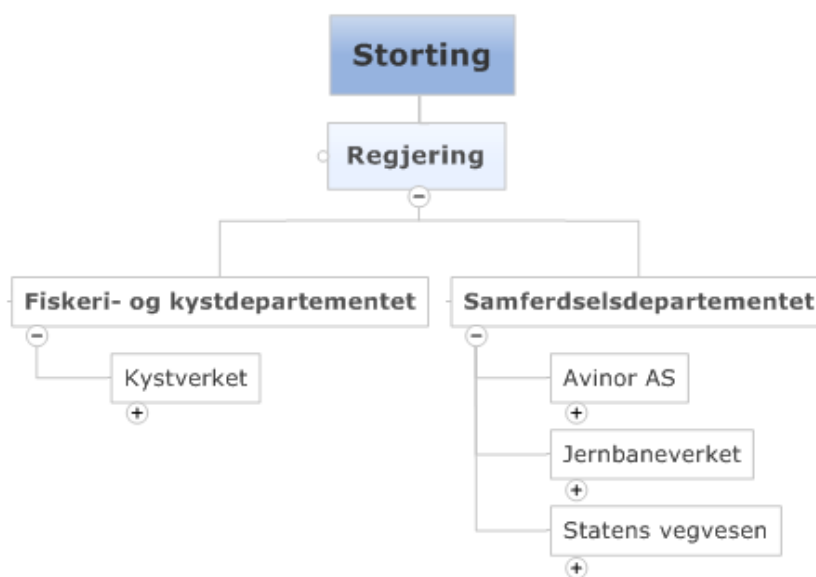 Storting
Regjering
Fiskeri- og kystdepartementet
Samferdselsdepartementet
Kystverket
Avinor AS
Jernbaneverket
Statens vegvesen